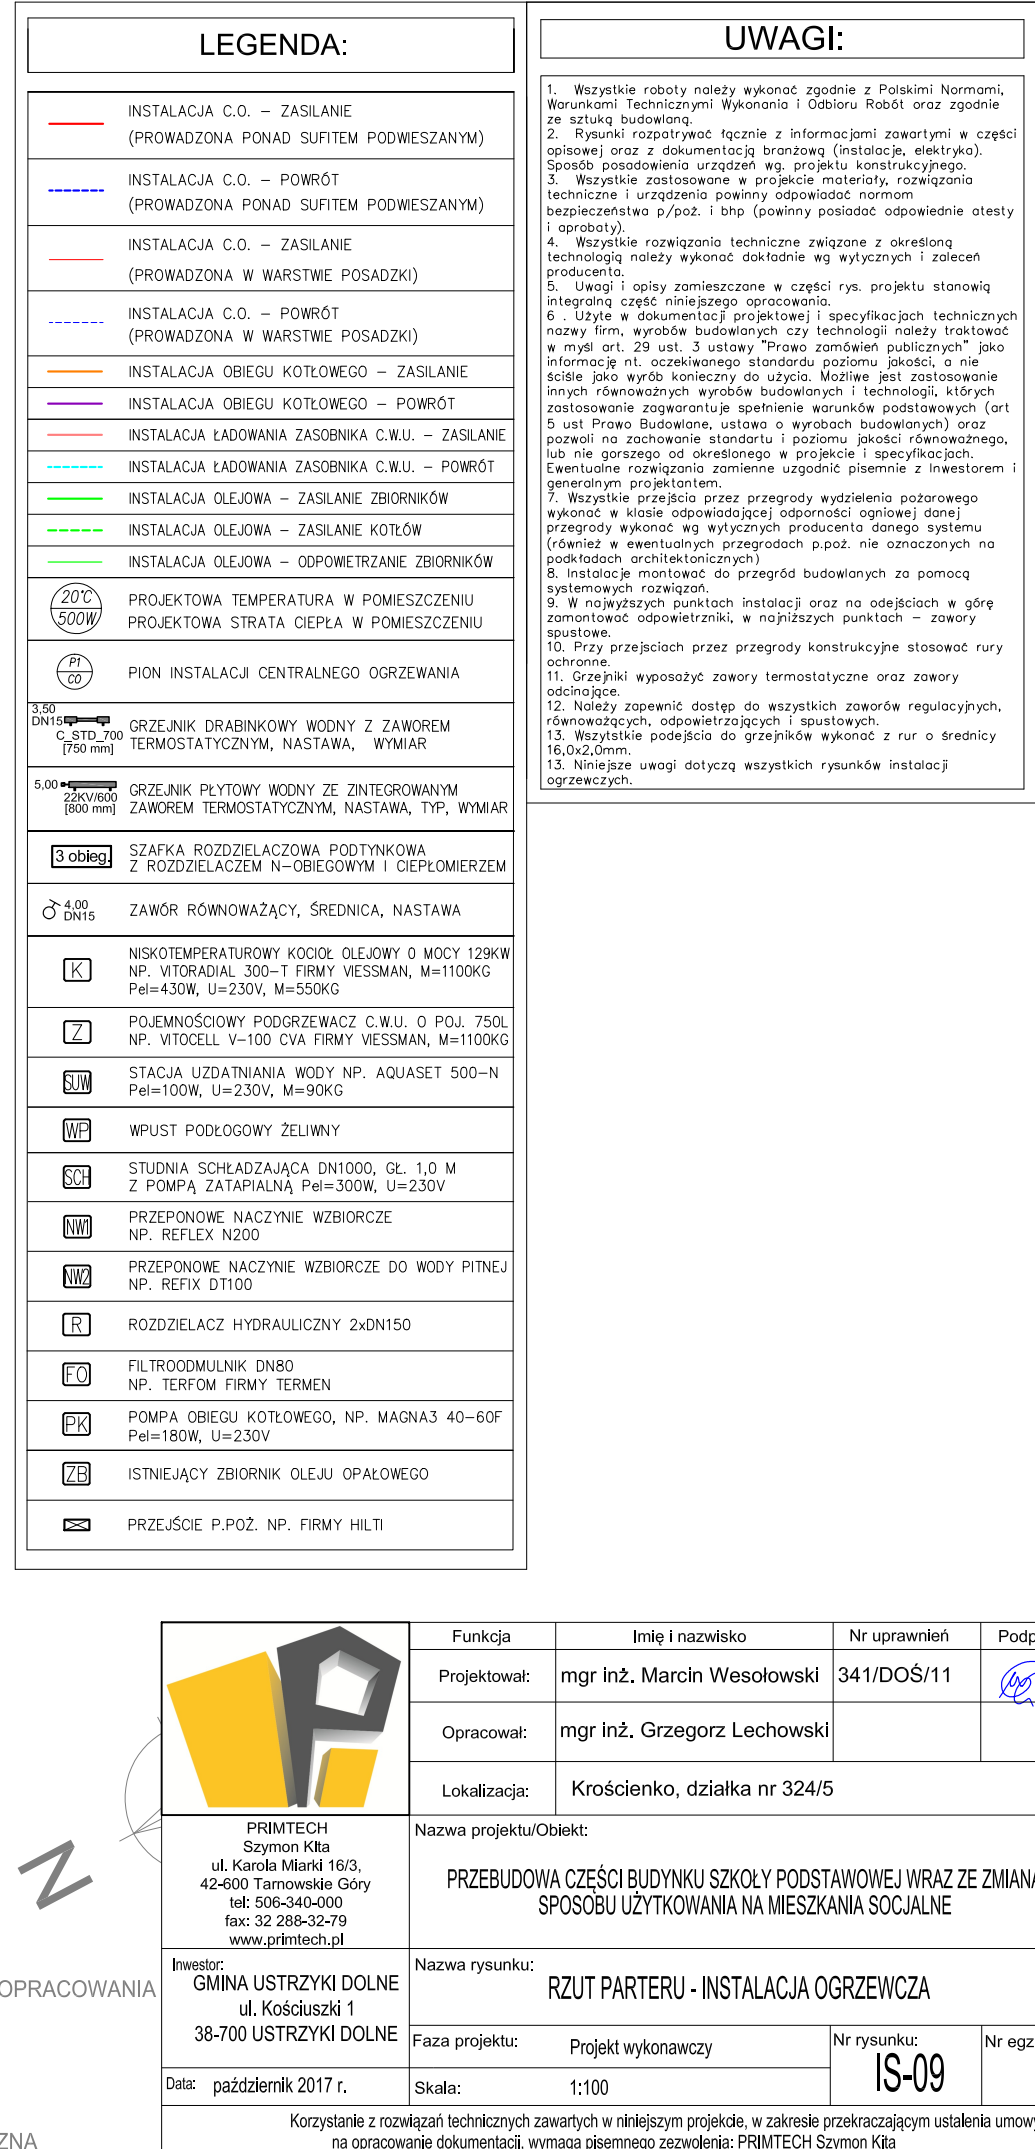 LEGENDA:
INSTALACJA C.O. – ZASILANIE
(PROWADZONA PONAD SUFITEM PODWIESZANYM)
INSTALACJA C.O. – POWRÓT
(PROWADZONA PONAD SUFITEM PODWIESZANYM)
INSTALACJA C.O. – ZASILANIE
(PROWADZONA W WARSTWIE POSADZKI)
INSTALACJA C.O. – POWRÓT
(PROWADZONA W WARSTWIE POSADZKI)
INSTALACJA OBIEGU KOTŁOWEGO – ZASILANIE
INSTALACJA OBIEGU KOTŁOWEGO – POWRÓT
INSTALACJA ŁADOWANIA ZASOBNIKA C.W.U. – ZASILANIE
INSTALACJA ŁADOWANIA ZASOBNIKA C.W.U. – POWRÓT
INSTALACJA OLEJOWA – ZASILANIE ZBIORNIKÓW
INSTALACJA OLEJOWA – ZASILANIE KOTŁÓW
INSTALACJA OLEJOWA – ODPOWIETRZANIE ZBIORNIKÓW
20°C
500W
PROJEKTOWA TEMPERATURA W POMIESZCZENIU
PROJEKTOWA STRATA CIEPŁA W POMIESZCZENIU
P1
CO
PION INSTALACJI CENTRALNEGO OGRZEWANIA
3,50
DN15
C_STD_700
[750 mm]
GRZEJNIK DRABINKOWY WODNY Z ZAWOREM
TERMOSTATYCZNYM, NASTAWA, WYMIAR
5,00
22KV/600
[800 mm]
GRZEJNIK PŁYTOWY WODNY ZE ZINTEGROWANYM
ZAWOREM TERMOSTATYCZNYM, NASTAWA, TYP, WYMIAR
3 obieg.
SZAFKA ROZDZIELACZOWA PODTYNKOWA
Z ROZDZIELACZEM N–OBIEGOWYM I CIEPŁOMIERZEM
4,00
DN15
ZAWÓR RÓWNOWAŻĄCY, ŚREDNICA, NASTAWA
K
NISKOTEMPERATUROWY KOCIOŁ OLEJOWY O MOCY 129KW
NP. VITORADIAL 300–T FIRMY VIESSMAN, M=1100KG
Pel=430W, U=230V, M=550KG
Z
POJEMNOŚCIOWY PODGRZEWACZ C.W.U. O POJ. 750L
NP. VITOCELL V–100 CVA FIRMY VIESSMAN, M=1100KG
SUW
STACJA UZDATNIANIA WODY NP. AQUASET 500–N
Pel=100W, U=230V, M=90KG
WP
WPUST PODŁOGOWY ŻELIWNY
SCH
STUDNIA SCHŁADZAJĄCA DN1000, GŁ. 1,0 M
Z POMPĄ ZATAPIALNĄ Pel=300W, U=230V
NW1
PRZEPONOWE NACZYNIE WZBIORCZE
NP. REFLEX N200
NW2
PRZEPONOWE NACZYNIE WZBIORCZE DO WODY PITNEJ
NP. REFIX DT100
R
ROZDZIELACZ HYDRAULICZNY 2xDN150
FO
FILTROODMULNIK DN80
NP. TERFOM FIRMY TERMEN
PK
POMPA OBIEGU KOTŁOWEGO, NP. MAGNA3 40–60F
Pel=180W, U=230V
ZB
ISTNIEJĄCY ZBIORNIK OLEJU OPAŁOWEGO
PRZEJŚCIE P.POŻ. NP. FIRMY HILTI
UWAGI:
1. Wszystkie roboty należy wykonać zgodnie z Polskimi Normami,
Warunkami Technicznymi Wykonania i Odbioru Robót oraz zgodnie
ze sztuką budowlaną.
2. Rysunki rozpatrywać łącznie z informacjami zawartymi w części
opisowej oraz z dokumentacją branżową (instalacje, elektryka).
Sposób posadowienia urządzeń wg. projektu konstrukcyjnego.
3. Wszystkie zastosowane w projekcie materiały, rozwiązania
techniczne i urządzenia powinny odpowiadać normom
bezpieczeństwa p/poż. i bhp (powinny posiadać odpowiednie atesty
i aprobaty).
4. Wszystkie rozwiązania techniczne związane z określoną
technologią należy wykonać dokładnie wg wytycznych i zaleceń
producenta.
5. Uwagi i opisy zamieszczane w części rys. projektu stanowią
integralną część niniejszego opracowania.
6 . Użyte w dokumentacji projektowej i specyfikacjach technicznych
nazwy firm, wyrobów budowlanych czy technologii należy traktować
w myśl art. 29 ust. 3 ustawy "Prawo zamówień publicznych" jako
informację nt. oczekiwanego standardu poziomu jakości, a nie
ściśle jako wyrób konieczny do użycia. Możliwe jest zastosowanie
innych równoważnych wyrobów budowlanych i technologii, których
zastosowanie zagwarantuje spełnienie warunków podstawowych (art
5 ust Prawo Budowlane, ustawa o wyrobach budowlanych) oraz
pozwoli na zachowanie standartu i poziomu jakości równoważnego,
lub nie gorszego od określonego w projekcie i specyfikacjach.
Ewentualne rozwiązania zamienne uzgodnić pisemnie z Inwestorem i
generalnym projektantem.
7. Wszystkie przejścia przez przegrody wydzielenia pożarowego
wykonać w klasie odpowiadającej odporności ogniowej danej
przegrody wykonać wg wytycznych producenta danego systemu
(również w ewentualnych przegrodach p.poż. nie oznaczonych na
podkładach architektonicznych)
8. Instalacje montować do przegród budowlanych za pomocą
systemowych rozwiązań.
9. W najwyższych punktach instalacji oraz na odejściach w górę
zamontować odpowietrzniki, w najniższych punktach – zawory
spustowe.
10. Przy przejsciach przez przegrody konstrukcyjne stosować rury
ochronne.
11. Grzejniki wyposażyć zawory termostatyczne oraz zawory
odcinające.
12. Należy zapewnić dostęp do wszystkich zaworów regulacyjnych,
równoważących, odpowietrzających i spustowych.
13. Wszytstkie podejścia do grzejników wykonać z rur o średnicy
16,0x2,0mm.
13. Niniejsze uwagi dotyczą wszystkich rysunków instalacji
ogrzewczych.
Funkcja
Imię i nazwisko
Nr uprawnień
Podp
Projektował:
mgr inż. Marcin Wesołowski
341/DOŚ/11
Opracował:
mgr inż. Grzegorz Lechowski
Lokalizacja:
Krościenko, działka nr 324/5
PRIMTECH
Szymon KIta
ul. Karola Miarki 16/3,
42-600 Tarnowskie Góry
tel: 506-340-000
fax: 32 288-32-79
www.primtech.pl
Nazwa projektu/Obiekt:
PRZEBUDOWA CZĘŚCI BUDYNKU SZKOŁY PODSTAWOWEJ WRAZ ZE ZMIANĄ
SPOSOBU UŻYTKOWANIA NA MIESZKANIA SOCJALNE
N
OPRACOWANIA
Inwestor:
GMINA USTRZYKI DOLNE
ul. Kościuszki 1
38-700 USTRZYKI DOLNE
Nazwa rysunku:
RZUT PARTERU - INSTALACJA OGRZEWCZA
Faza projektu:
Projekt wykonawczy
Nr rysunku:
IS-09
Nr egz
Data:
październik 2017 r.
Skala:
1:100
Korzystanie z rozwiązań technicznych zawartych w niniejszym projekcie, w zakresie przekraczającym ustalenia umowy
na opracowanie dokumentacji, wymaga pisemnego zezwolenia: PRIMTECH Szymon Kita
ZNA